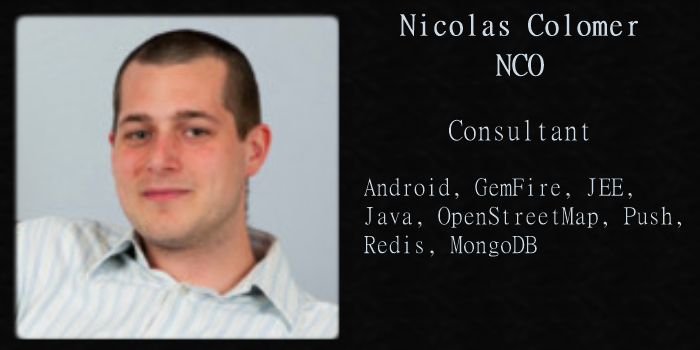 Nicolas Colomer
NCO
Consultant
Android, GemFire, JEE,
Java, OpenStreetMap, Push,
Redis, MongoDB